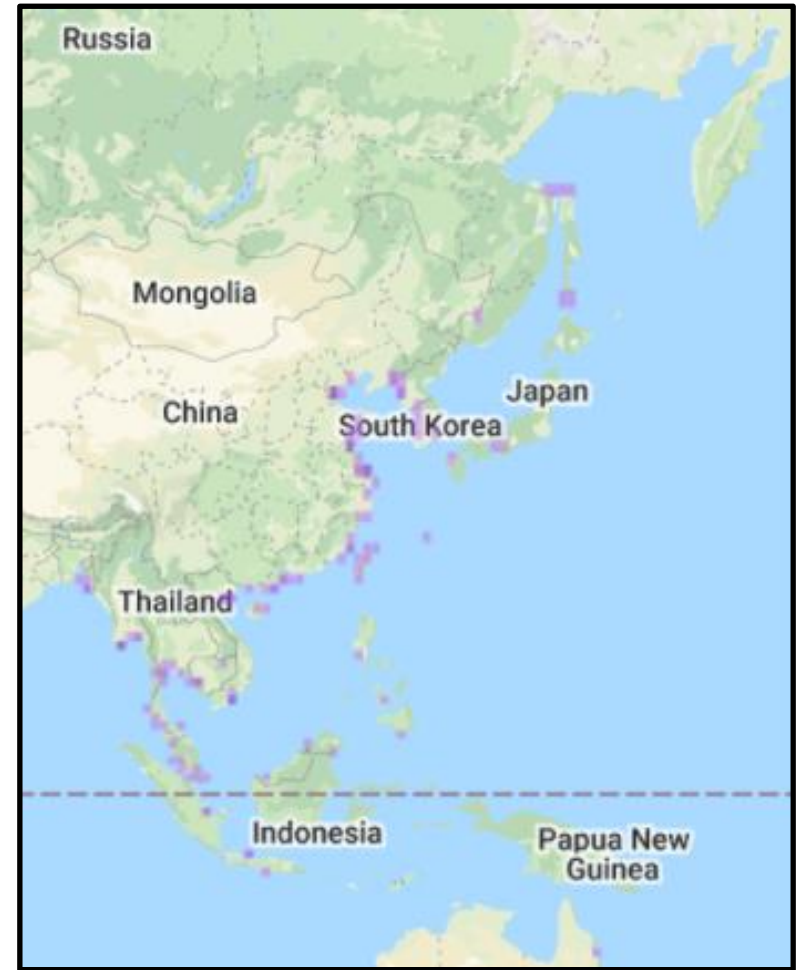 Russia
Mongolia
China
Japan
South Korea
Thailand
Indonesia
Papua New
Guinea